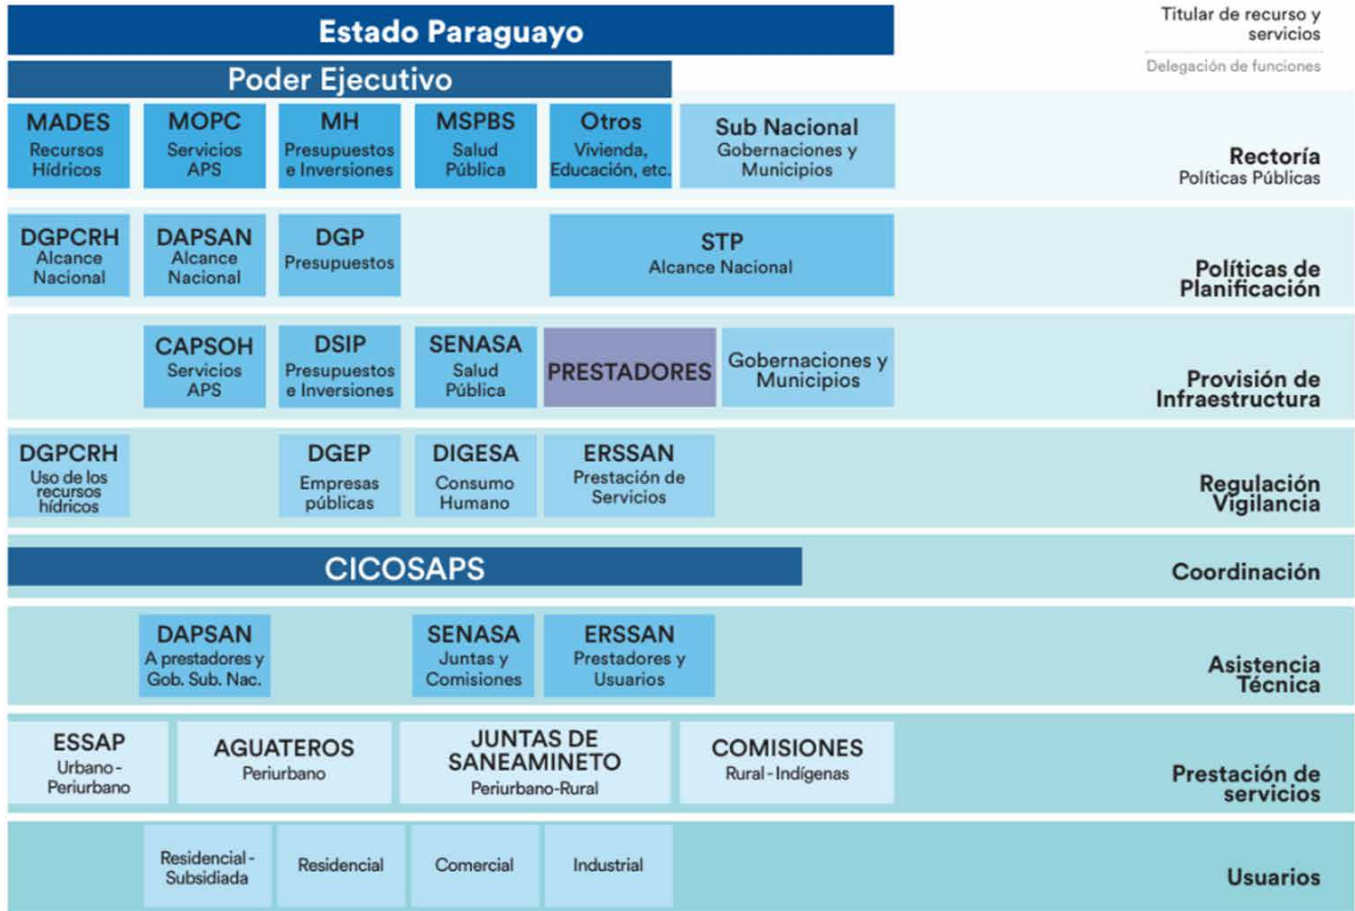 Estado Paraguayo
Titular de recurso y
servicios
Delegación de funciones
Poder Ejecutivo
MADES
Recursos
Hídricos
MOPC
Servicios
APS
MH
Presupuestos
e Inversiones
MSPBS
Salud
Pública
Otros
Vivienda,
Educación, etc.
Sub Nacional
Gobernaciones y
Municipios
Rectoría
Políticas Públicas
DGPCRH
Alcance
Nacional
DAPSAN
Alcance
Nacional
DGP
Presupuestos
STP
Alcance Nacional
Políticas de
Planificación
CAPSOH
Servicios
APS
DSIP
Presupuestos
e Inversiones
SENASA
Salud
Pública
PRESTADORES
Gobernaciones y
Municipios
Provisión de
Infraestructura
DGPCRH
Uso de los
recursos
hídricos
DGEP
Empresas
públicas
DIGESA
Consumo
Humano
ERSSAN
Prestación de
Servicios
Regulación
Vigilancia
CICOSAPS
Coordinación
DAPSAN
A prestadores y
Gob. Sub. Nac.
SENASA
Juntas y
Comisiones
ERSSAN
Prestadores y
Usuarios
Asistencia
Técnica
ESSAP
Urbano-
Periurbano
AGUATEROS
Periurbano
JUNTAS DE
SANEAMINETO
Periurbano-Rural
COMISIONES
Rural-Indígenas
Prestación de
servicios
Residencial-
Subsidiada
Residencial
Comercial
Industrial
Usuarios